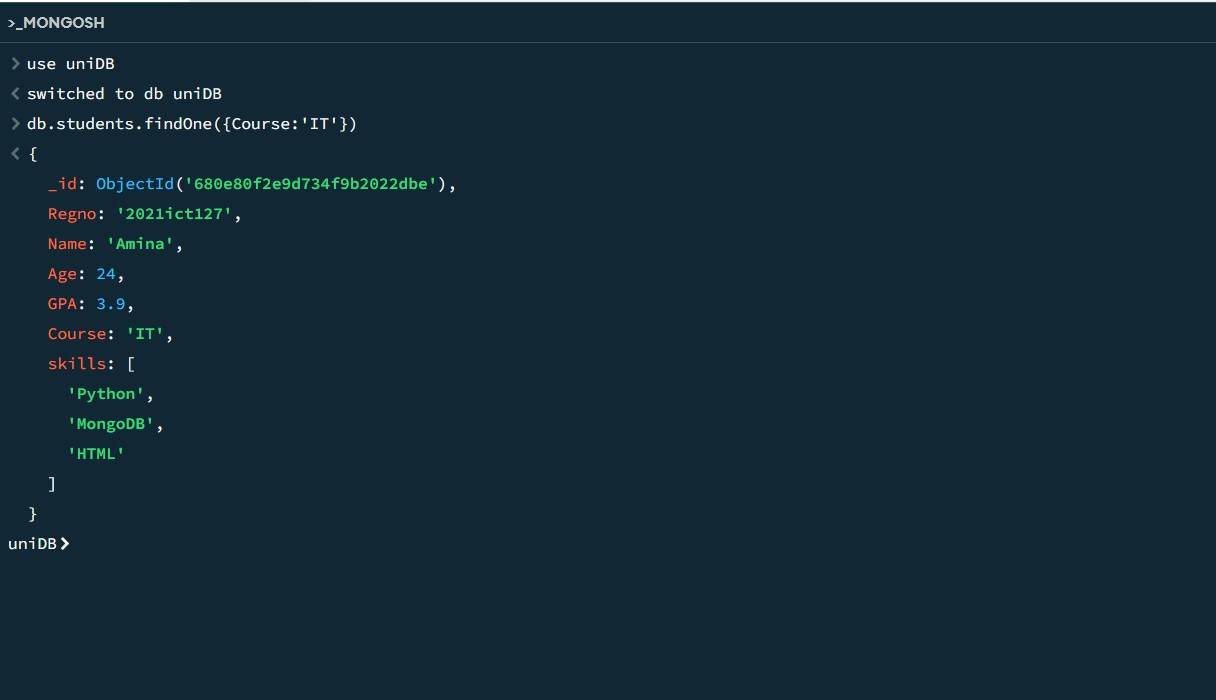 >_MONGOSH
> use uniDB
< switched to db uniDB
> db.students.findOne({Course:'IT'})
< {
_id: ObjectId('680e80f2e9d734f9b2022dbe'),
Regno: '2021ict127',
Name: 'Amina',
Age: 24,
GPA: 3.9,
Course: 'IT',
skills: [
'Python',
'MongoDB',
'HTML'
]
}
uniDB>